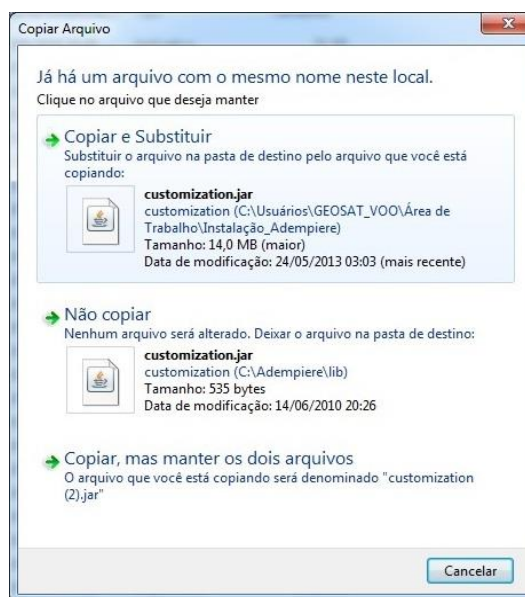 Copiar Arquivo
Já há um arquivo com o mesmo nome neste local.
Clique no arquivo que deseja manter
Copiar e Substituir
Substituir o arquivo na pasta de destino pelo arquivo que você está
copiando:
customization.jar
customization (C:\Usuários\GEOSAT_VOO\Área de
Trabalho\Instalação_Adempiere)
Tamanho: 14,0 MB (maior)
Data de modificação: 24/05/2013 03:03 (mais recente)
Não copiar
Nenhum arquivo será alterado. Deixar o arquivo na pasta de destino:
customization.jar
customization (C:\Adempiere\lib)
Tamanho: 535 bytes
Data de modificação: 14/06/2010 20:26
Copiar, mas manter os dois arquivos
O arquivo que você está copiando será denominado "customization
(2).jar"
Cancelar